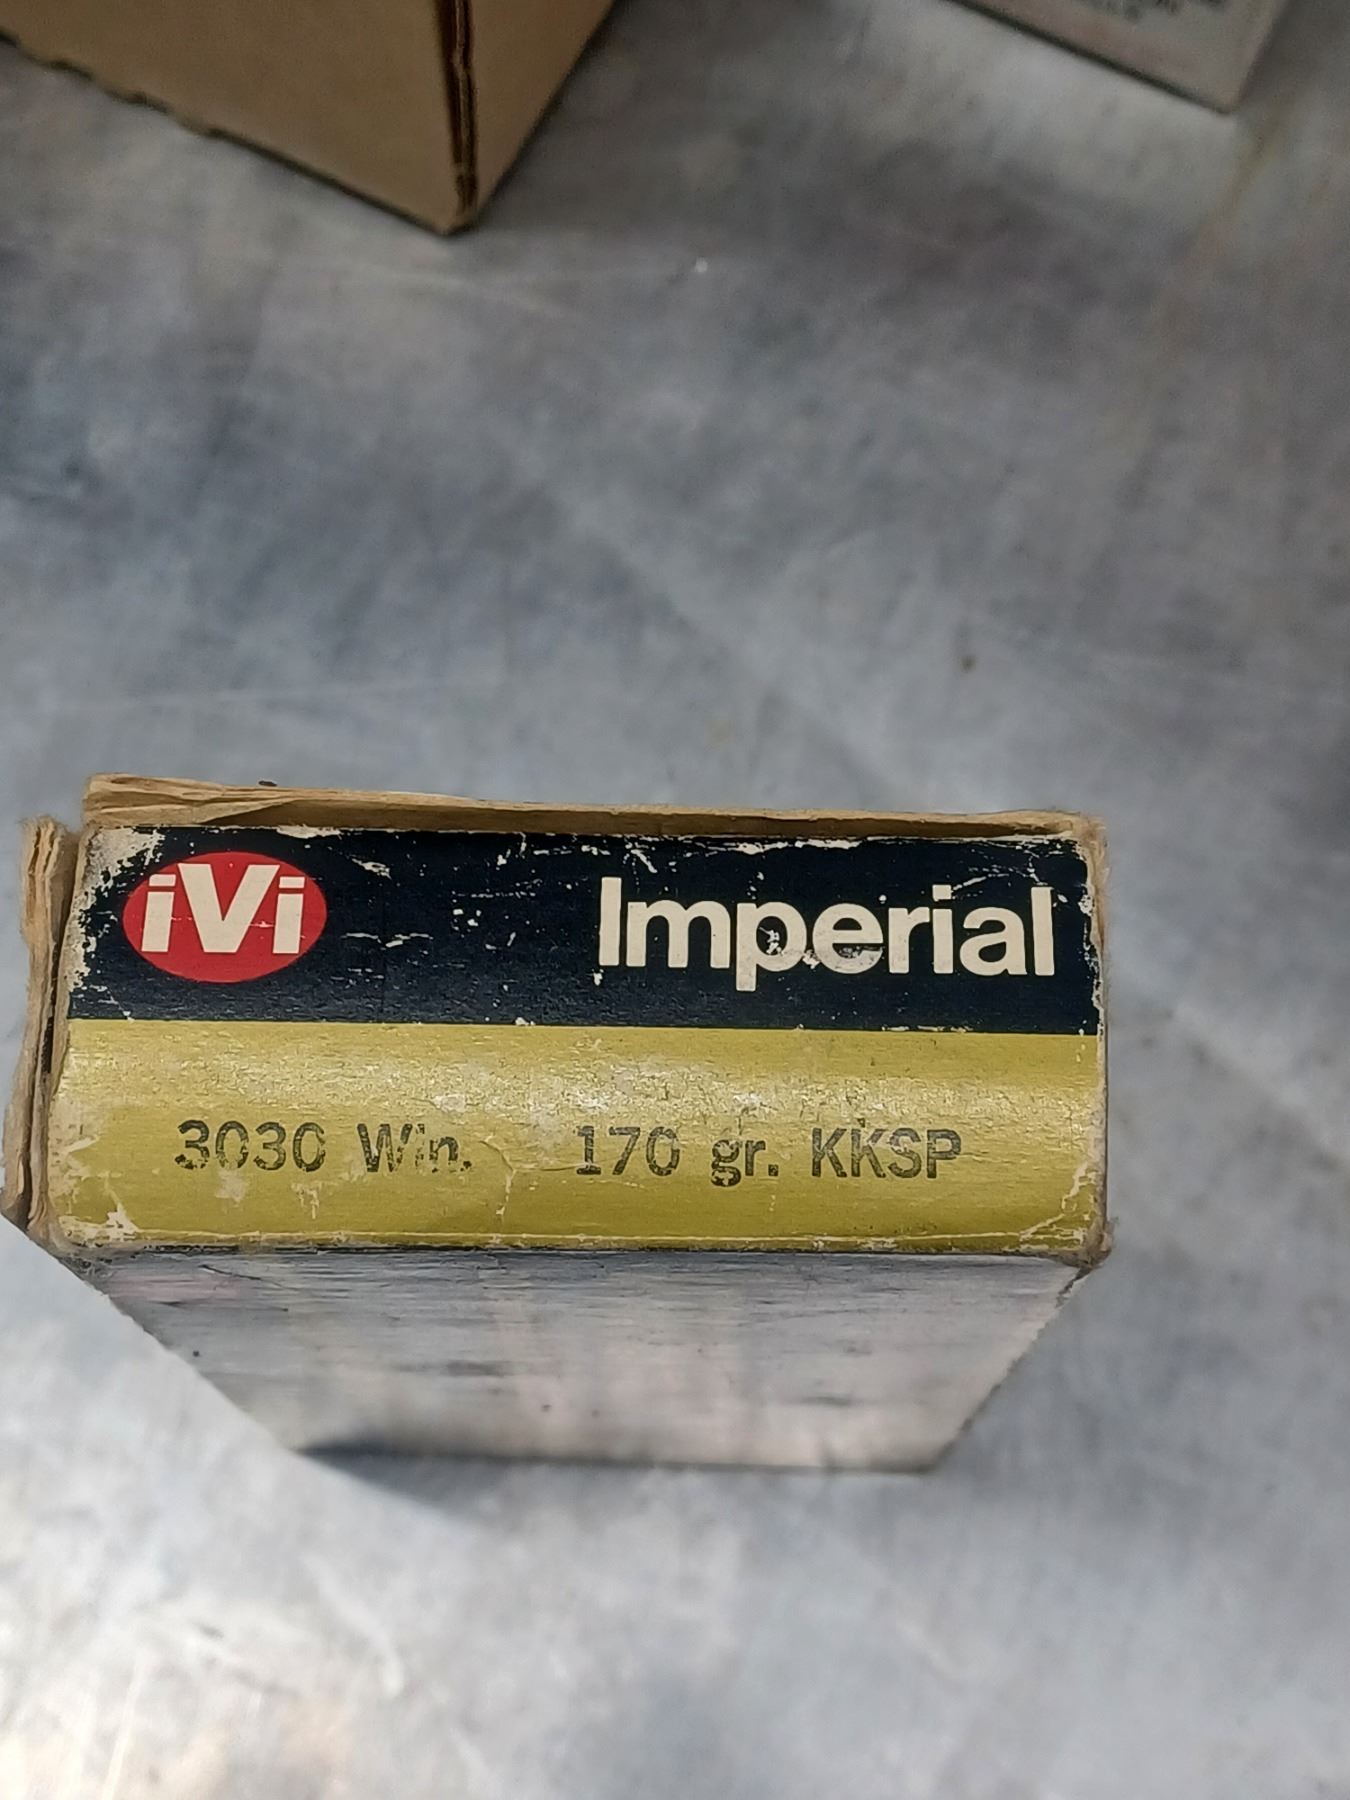 iVi Imperial
3030 Win. 170 gr. KKSP